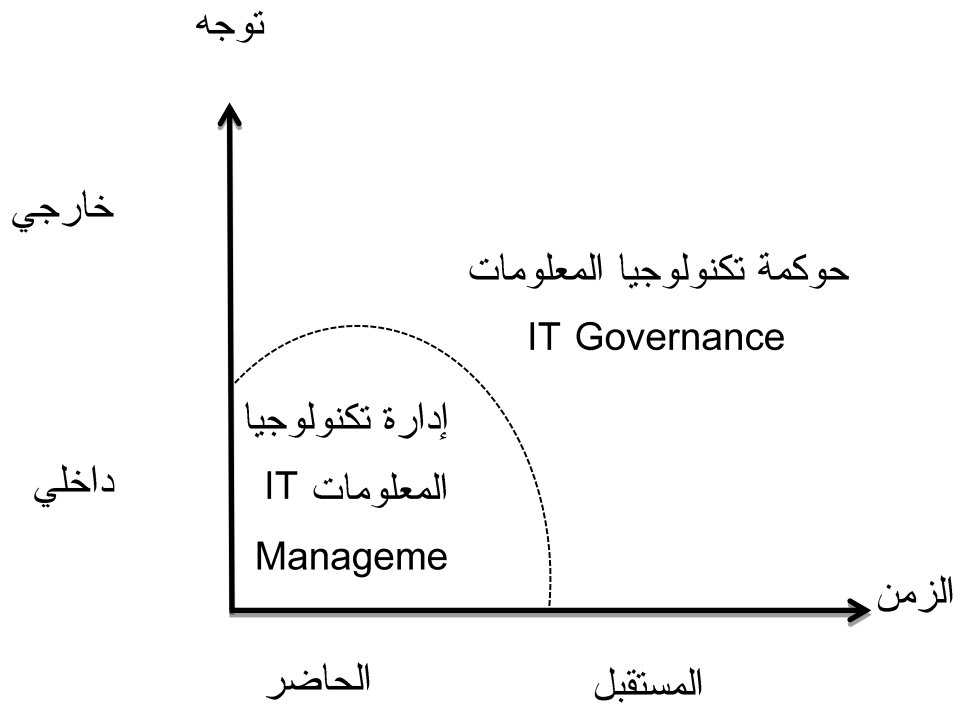 توجه
خارجي
حوكمة تكنولوجيا المعلومات
IT Governance
إدارة تكنولوجيا
المعلومات IT
Manageme
داخلي
الزمن
الحاضر
المستقبل